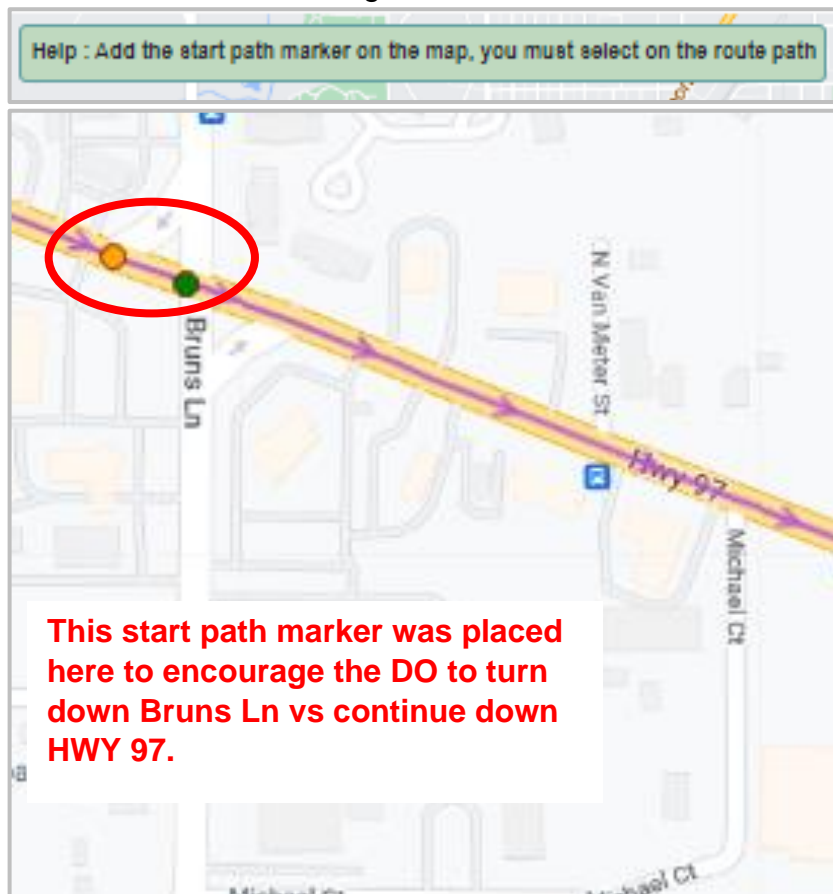 Help : Add the start path marker on the map, you must select on the route path
Bruns Ln
N Van Meter St
Hwy 97
Michael Ct
This start path marker was placed
here to encourage the DO to turn
down Bruns Ln vs continue down
HWY 97.
Michael Ct